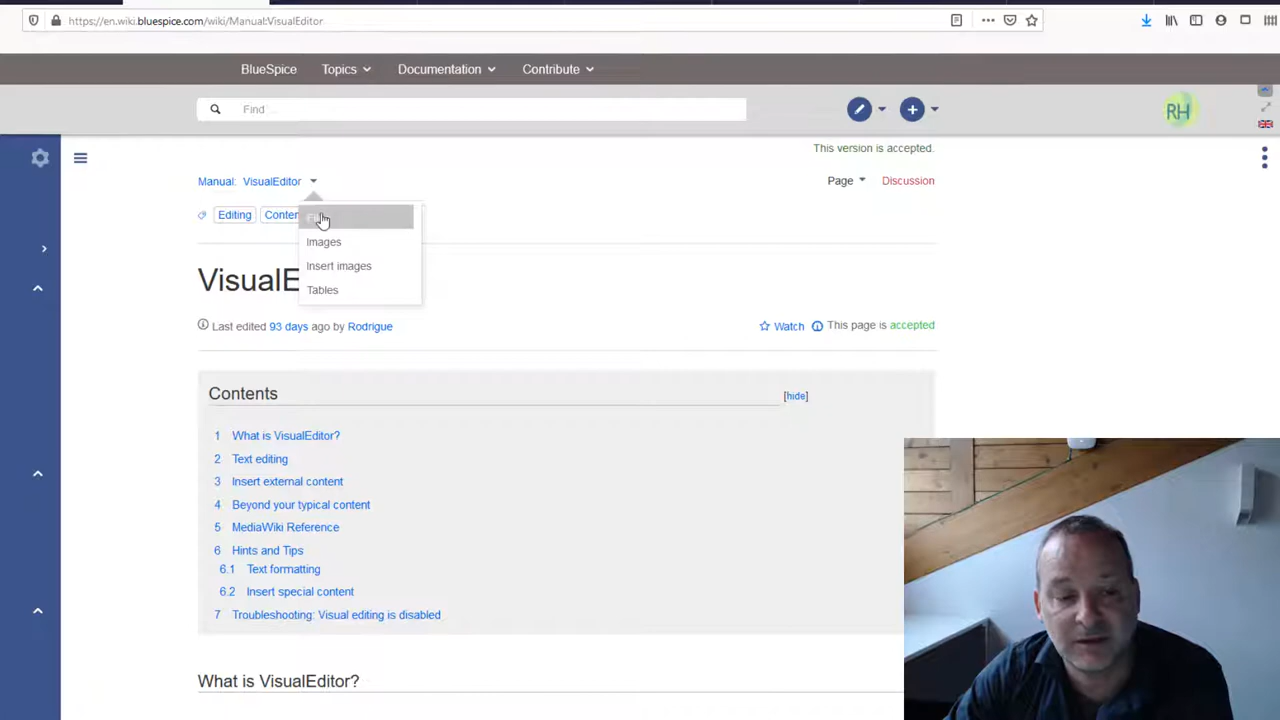 https://en.wiki.bluespice.com/wiki/Manual:VisualEditor
BlueSpice Topics Documentation Contribute
Find ...
RH
This version is accepted.
Manual: VisualEditor Page Discussion
Editing
Images
Insert images
Tables
Last edited 93 days ago by Rodrigue Watch This page is accepted
Contents [hide]
1 What is VisualEditor?
2 Text editing
3 Insert external content
4 Beyond your typical content
5 MediaWiki Reference
6 Hints and Tips
6.1 Text formatting
6.2 Insert special content
7 Troubleshooting: Visual editing is disabled
What is VisualEditor?